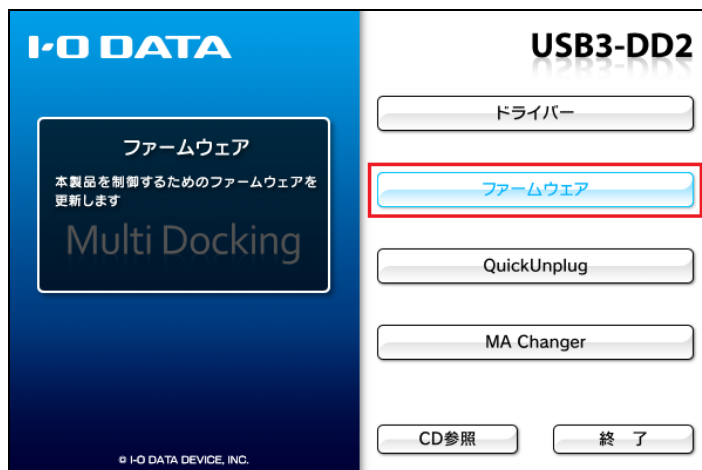 I-O DATA
ファームウェア
本製品を制御するためのファームウェアを
更新します
Multi Docking
© I-O DATA DEVICE, INC.
USB3-DD2
ドライバー
ファームウェア
QuickUnplug
MA Changer
CD参照
終 了